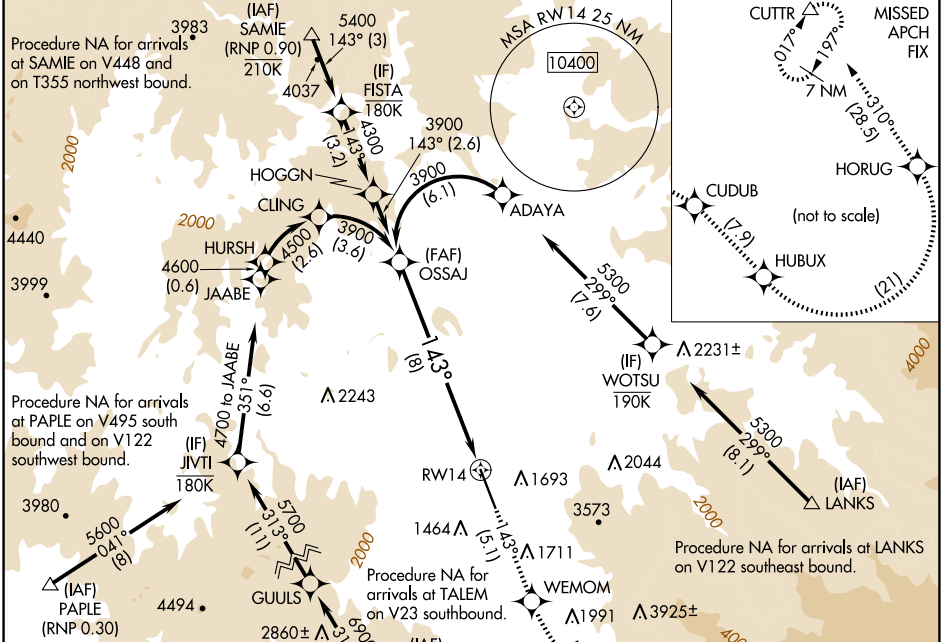 Procedure NA for arrivals
at SAMIE on V448 and
on T355 northwest bound.
3983
(IAF)
SAMIE
(RNP 0.90)
210K
5400
143° (3)
4037
(IF)
FISTA
180K
4300
143°
(3.2)
3900
143° (2.6)
HOGGN
3900
(6.1)
ADAYA
MSA RW14 25 NM
10400
CUTTR
017°
197°
7 NM
MISSED
APCH
FIX
310°
(28.5)
HORUG
CUDUB
(not to scale)
(7.9)
HUBUX
(21)
2000
2000
4440
3999
CLING
HURSH
4500
(2.6)
3900
(3.6)
4600
(0.6)
JAABE
(FAF)
OSSAJ
5300
299°
(7.6)
143°
(8)
(IF)
WOTSU
190K
2231±
4000
4700 to JAABE
351°
(6.6)
2243
Procedure NA for arrivals
at PAPLE on V495 south
bound and on V122
southwest bound.
(IF)
JIVTI
180K
5300
299°
(8.1)
(IAF)
LANKS
RW14
1693
2044
3980
5600
041°
(8)
5700
313°
(11)
2000
1464
143°
(5.1)
1711
3573
2000
Procedure NA for arrivals at LANKS
on V122 southeast bound.
(IAF)
PAPLE
(RNP 0.30)
4494
GUULS
Procedure NA for
arrivals at TALEM
on V23 southbound.
WEMOM
1991
3925±
2860±
6900